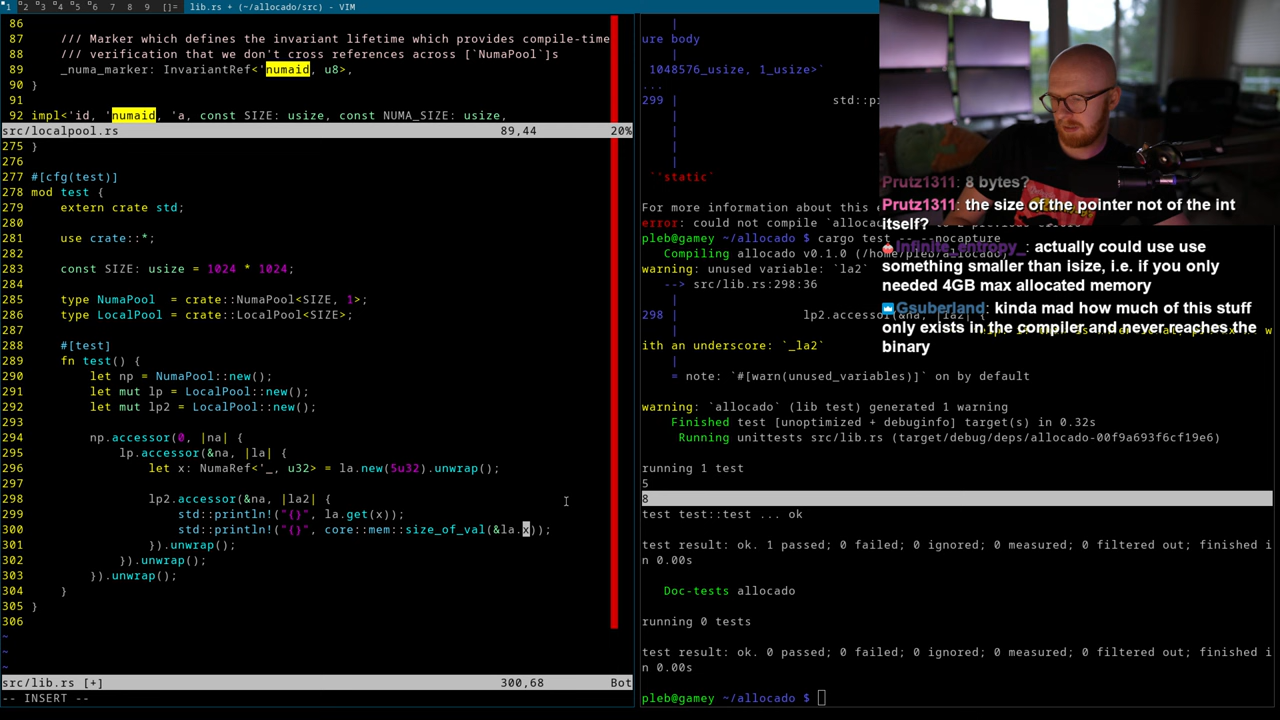 1 2 3 4 5 6 7 8 9 []= lib.rs + (~/allocado/src) - VIM
86
87 /// Marker which defines the invariant lifetime which provides compile-time
88 /// verification that we don't cross references across [`NumaPool`]s
89 _numa_marker: InvariantRef<'numaid, u8>,
90 }
91
92 impl<'id, 'numaid, 'a, const SIZE: usize, const NUMA_SIZE: usize,
src/localpool.rs 89,44 20%
275 }
276
277 #[cfg(test)]
278 mod test {
279 extern crate std;
280
281 use crate::*;
282
283 const SIZE: usize = 1024 * 1024;
284
285 type NumaPool = crate::NumaPool<SIZE, 1>;
286 type LocalPool = crate::LocalPool<SIZE>;
287
288 #[test]
289 fn test() {
290 let np = NumaPool::new();
291 let mut lp = LocalPool::new();
292 let mut lp2 = LocalPool::new();
293
294 np.accessor(0, |na| {
295 lp.accessor(&na, |la| {
296 let x: NumaRef<'_, u32> = la.new(5u32).unwrap();
297
298 lp2.accessor(&na, |la2| {
299 std::println!("{}", la.get(x));
300 std::println!("{}", core::mem::size_of_val(&la.x));
301 }).unwrap();
302 }).unwrap();
303 }).unwrap();
304 }
305 }
306
~
~
~
src/lib.rs [+] 300,68 Bot
-- INSERT --
|
ure body
|
1048576_usize, 1_usize>`
...
299 | std::pr
|
|
|
|
`'static`
For more information about this e
error: could not compile `allocad
pleb@gamey ~/allocado $ cargo test -- --nocapture
Compiling allocado v0.1.0 (/home/pleb/allocado)
warning: unused variable: `la2`
--> src/lib.rs:298:36
|
298 | lp2.accessor(&na, |la2| {
|
ith an underscore: `_la2`
|
= note: `#[warn(unused_variables)]` on by default
warning: `allocado` (lib test) generated 1 warning
Finished test [unoptimized + debuginfo] target(s) in 0.32s
Running unittests src/lib.rs (target/debug/deps/allocado-00f9a693f6cf19e6)
running 1 test
5
8
test test::test ... ok
test result: ok. 1 passed; 0 failed; 0 ignored; 0 measured; 0 filtered out; finished i
n 0.00s
Doc-tests allocado
running 0 tests
test result: ok. 0 passed; 0 failed; 0 ignored; 0 measured; 0 filtered out; finished i
n 0.00s
pleb@gamey ~/allocado $
Prutz1311: 8 bytes?
Prutz1311: the size of the pointer not of the int
itself?
Infinite_entropy_: actually could use use
something smaller than isize, i.e. if you only
needed 4GB max allocated memory
Gsuberland: kinda mad how much of this stuff
only exists in the compiler and never reaches the
binary